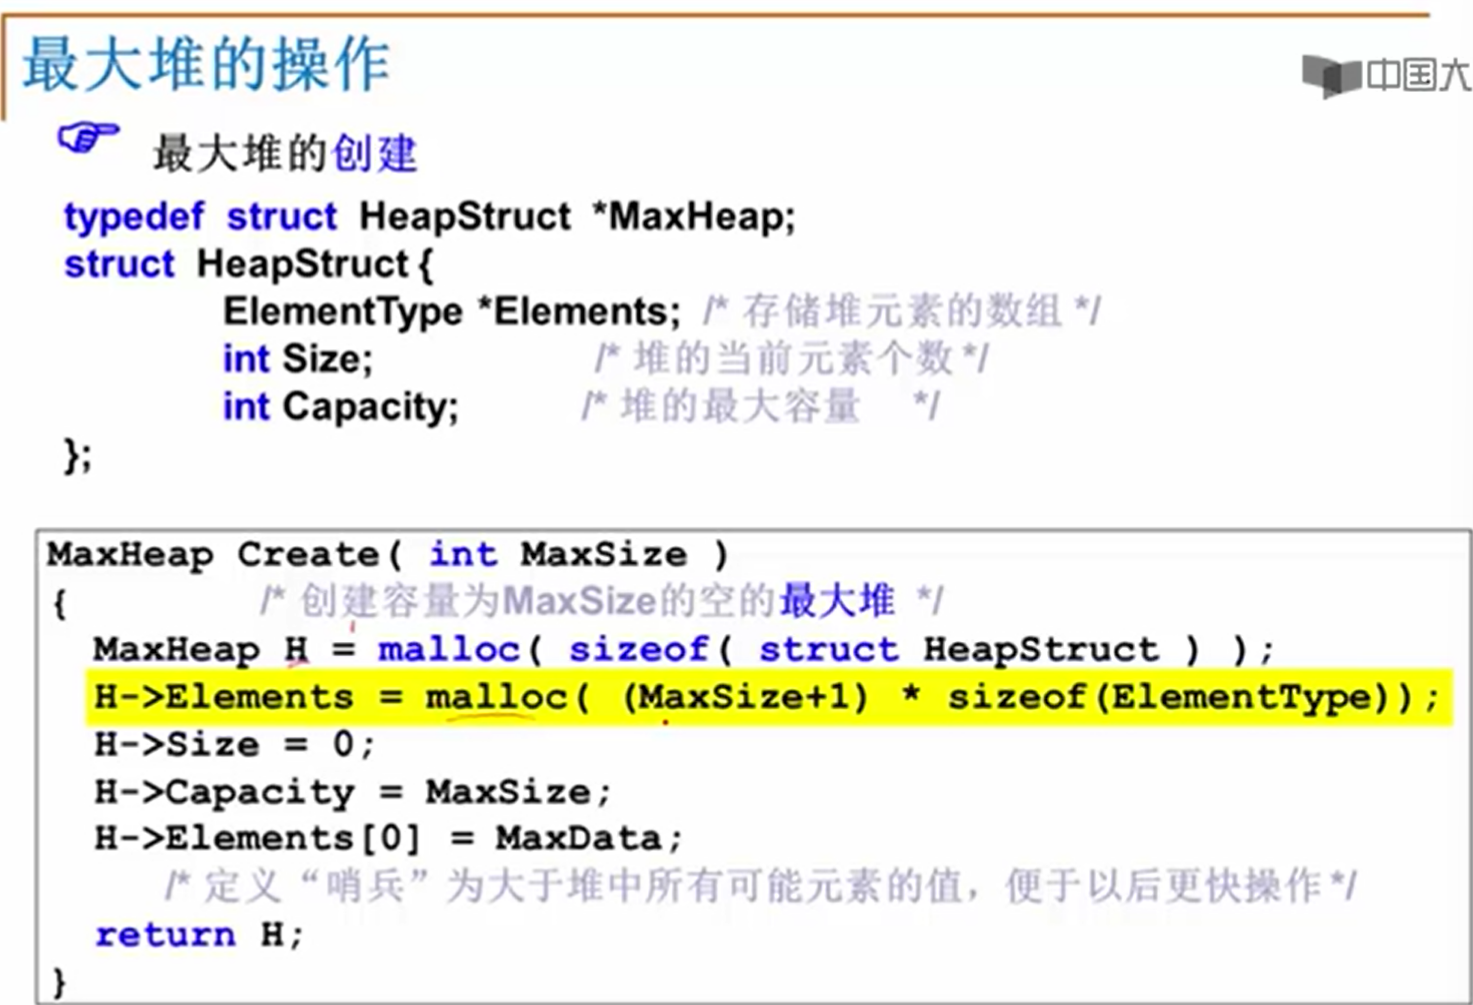 最大堆的操作
中国大
最大堆的创建
typedef struct HeapStruct *MaxHeap;
struct HeapStruct {
ElementType *Elements; /* 存储堆元素的数组 */
int Size; /* 堆的当前元素个数 */
int Capacity; /* 堆的最大容量 */
};
MaxHeap Create( int MaxSize )
{ /* 创建容量为MaxSize的空的最大堆 */
MaxHeap H = malloc( sizeof( struct HeapStruct ) );
H->Elements = malloc( (MaxSize+1) * sizeof(ElementType));
H->Size = 0;
H->Capacity = MaxSize;
H->Elements[0] = MaxData;
/* 定义“哨兵”为大于堆中所有可能元素的值，便于以后更快操作 */
return H;
}